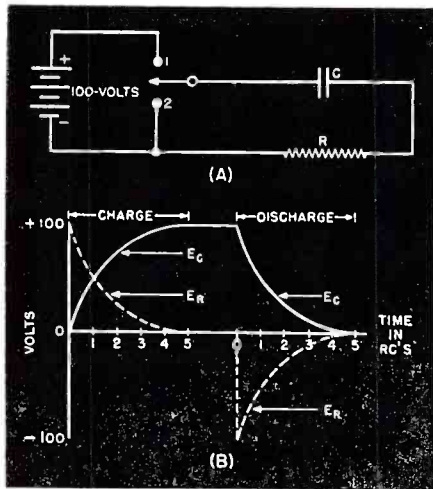 +
1
100-VOLTS
C
2
-
R
(A)
+100
CHARGE
DISCHARGE
EC
EC
ER
VOLTS
0
1 2 3 4 5
0
1 2 3 4 5
TIME
IN
RC'S
ER
-100
(B)